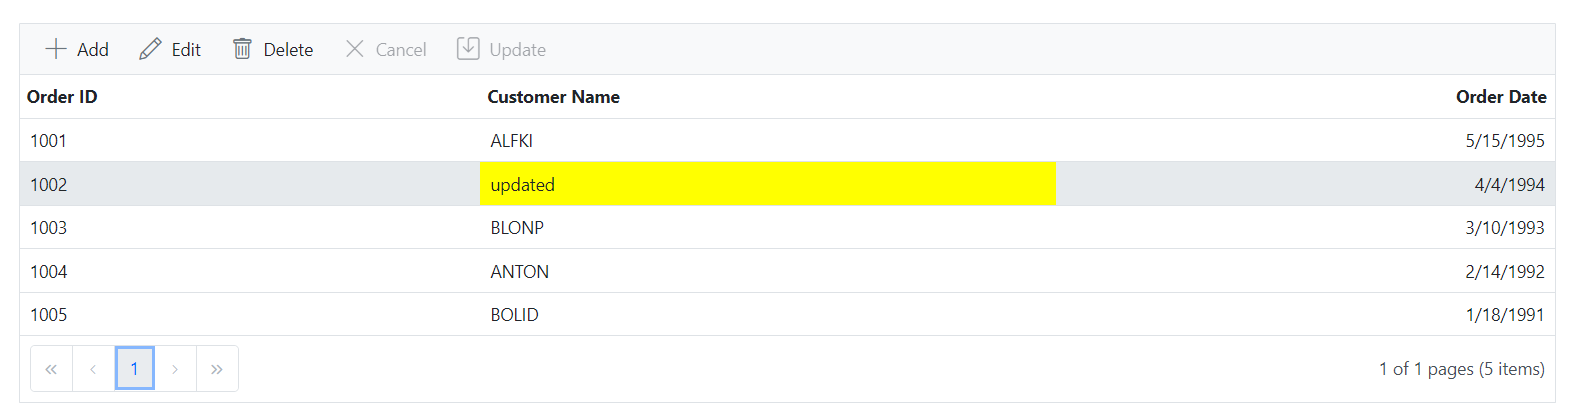 Add Edit Delete Cancel Update
Order ID Customer Name Order Date
1001 ALFKI 5/15/1995
1002 updated 4/4/1994
1003 BLONP 3/10/1993
1004 ANTON 2/14/1992
1005 BOLID 1/18/1991
« ‹ 1 › » 1 of 1 pages (5 items)